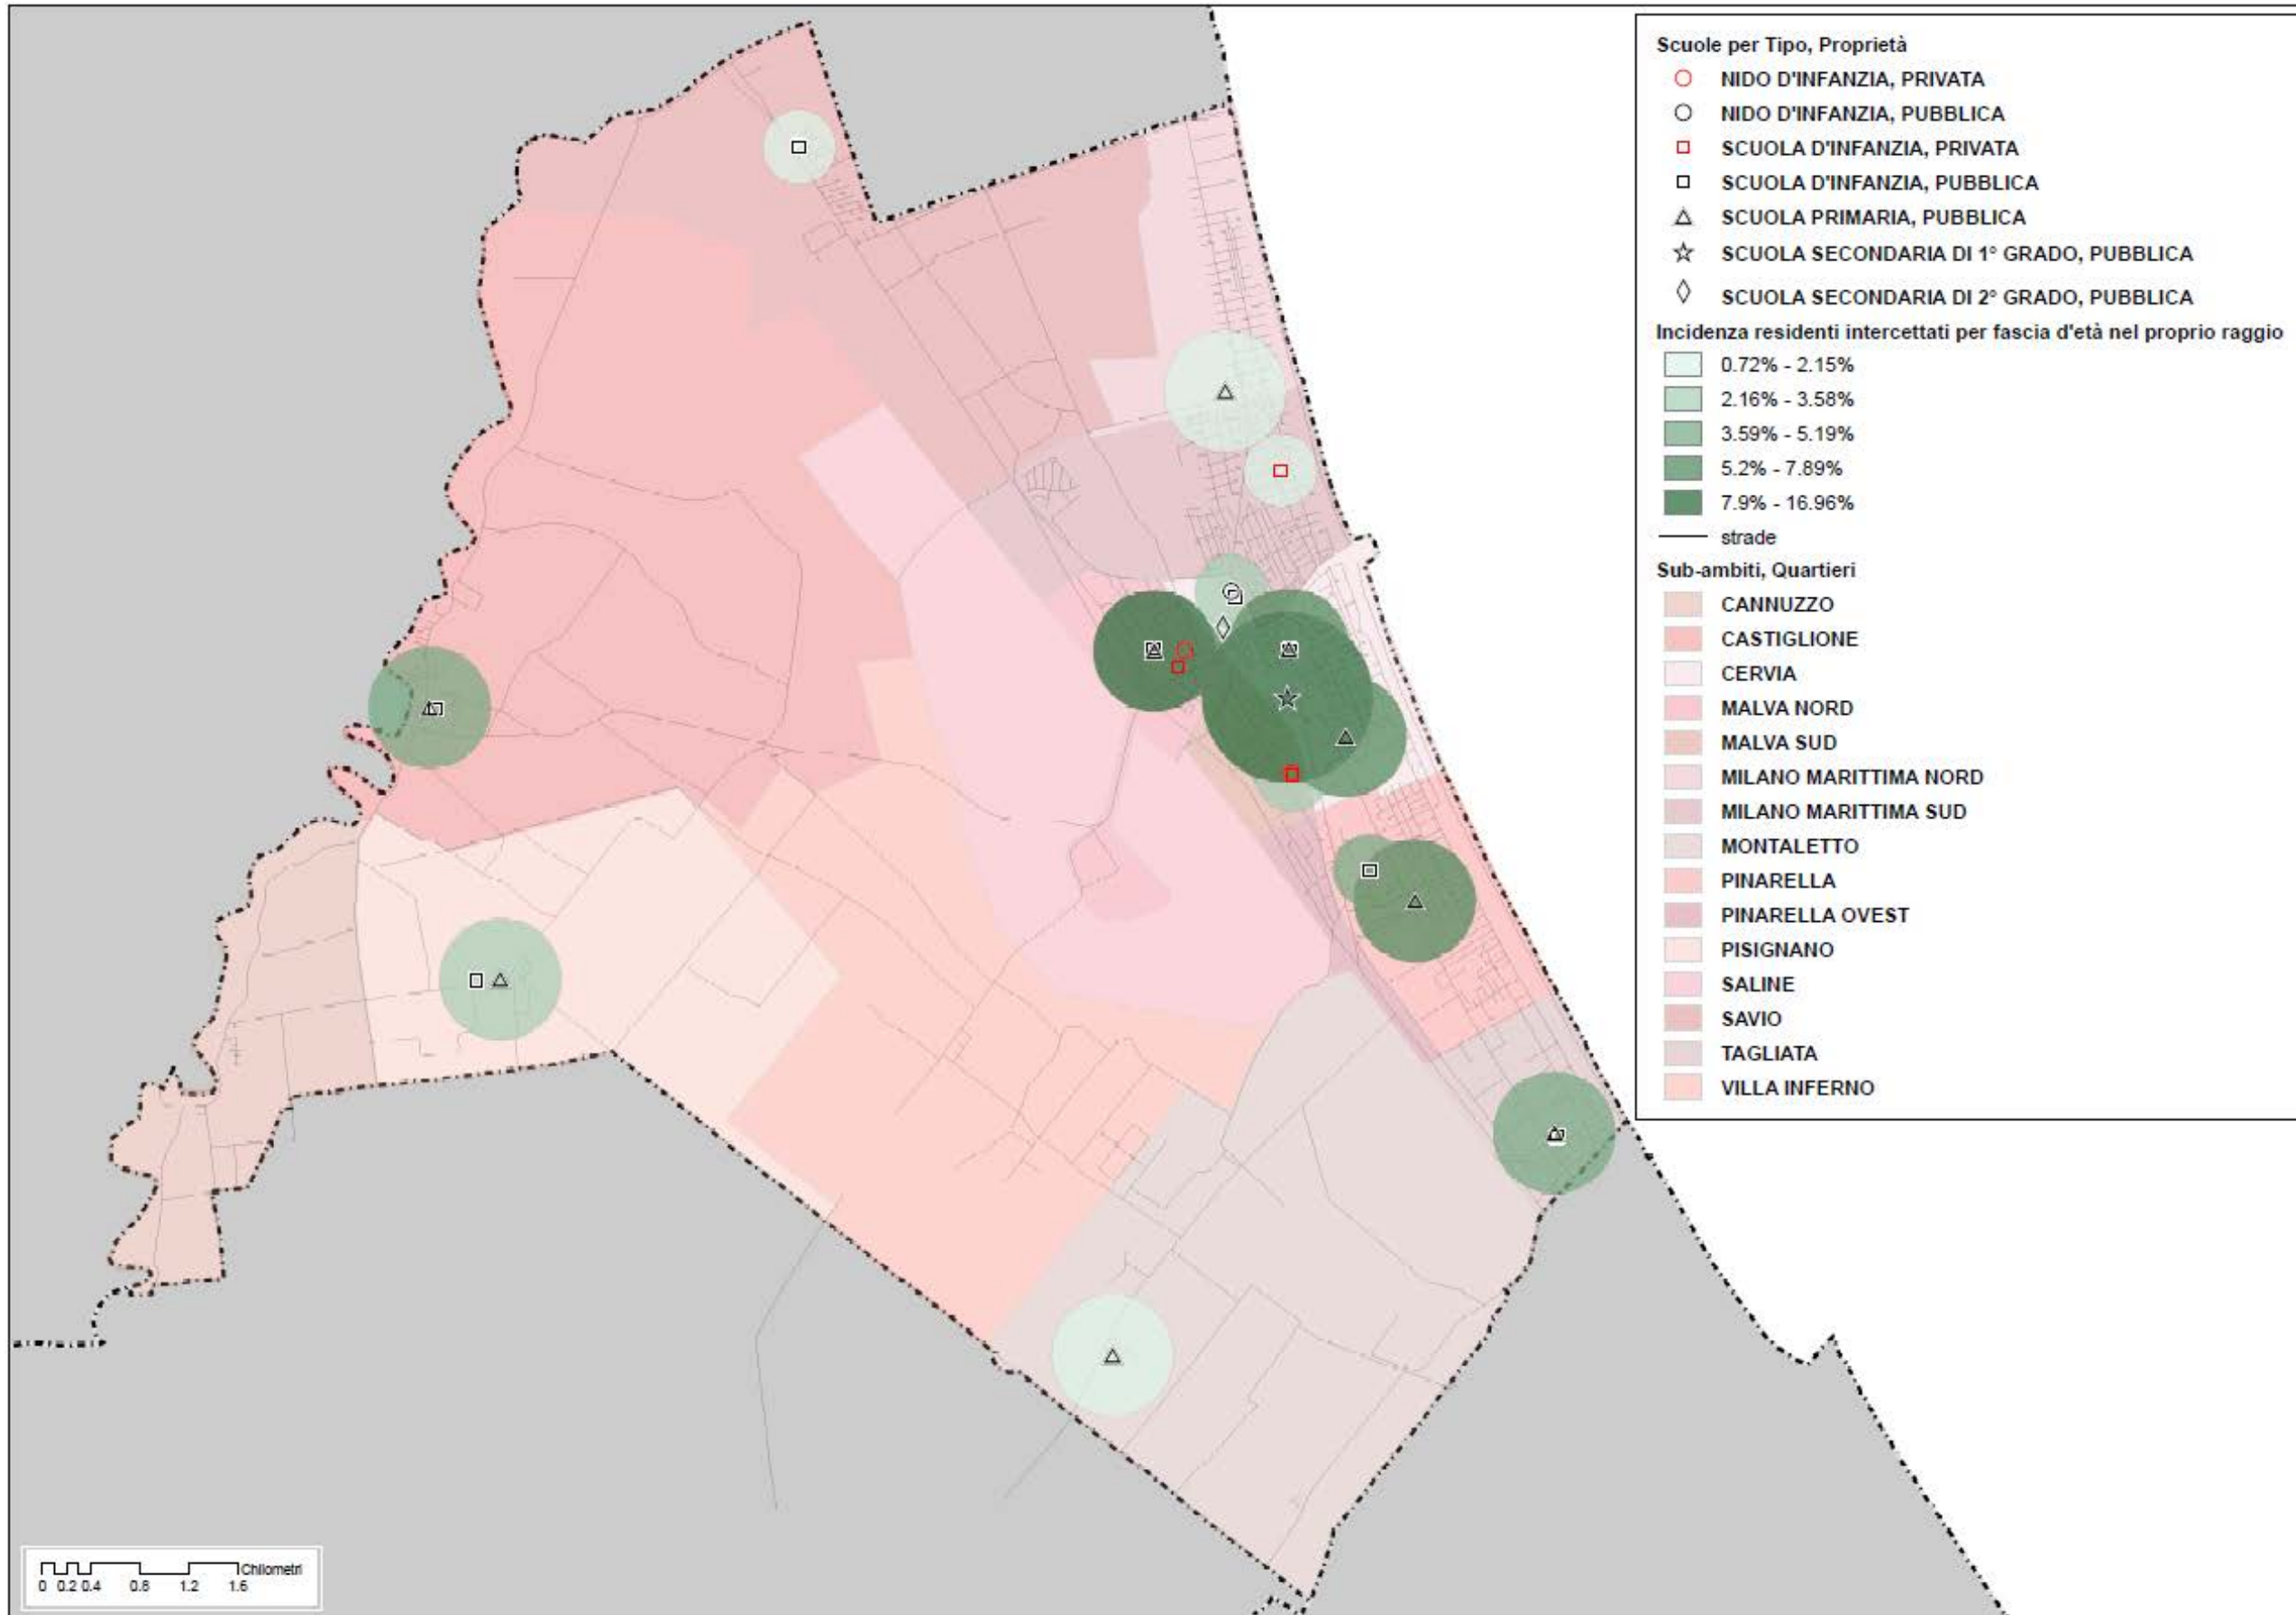 Scuole per Tipo, Proprietà
NIDO D'INFANZIA, PRIVATA
NIDO D'INFANZIA, PUBBLICA
SCUOLA D'INFANZIA, PRIVATA
SCUOLA D'INFANZIA, PUBBLICA
SCUOLA PRIMARIA, PUBBLICA
SCUOLA SECONDARIA DI 1° GRADO, PUBBLICA
SCUOLA SECONDARIA DI 2° GRADO, PUBBLICA
Incidenza residenti intercettati per fascia d'età nel proprio raggio
0.72% - 2.15%
2.16% - 3.58%
3.59% - 5.19%
5.2% - 7.89%
7.9% - 16.96%
strade
Sub-ambiti, Quartieri
CANNUZZO
CASTIGLIONE
CERVIA
MALVA NORD
MALVA SUD
MILANO MARITTIMA NORD
MILANO MARITTIMA SUD
MONTALETTO
PINARELLA
PINARELLA OVEST
PISIGNANO
SALINE
SAVIO
TAGLIATA
VILLA INFERNO
Chilometri
0 0.2 0.4 0.8 1.2 1.6